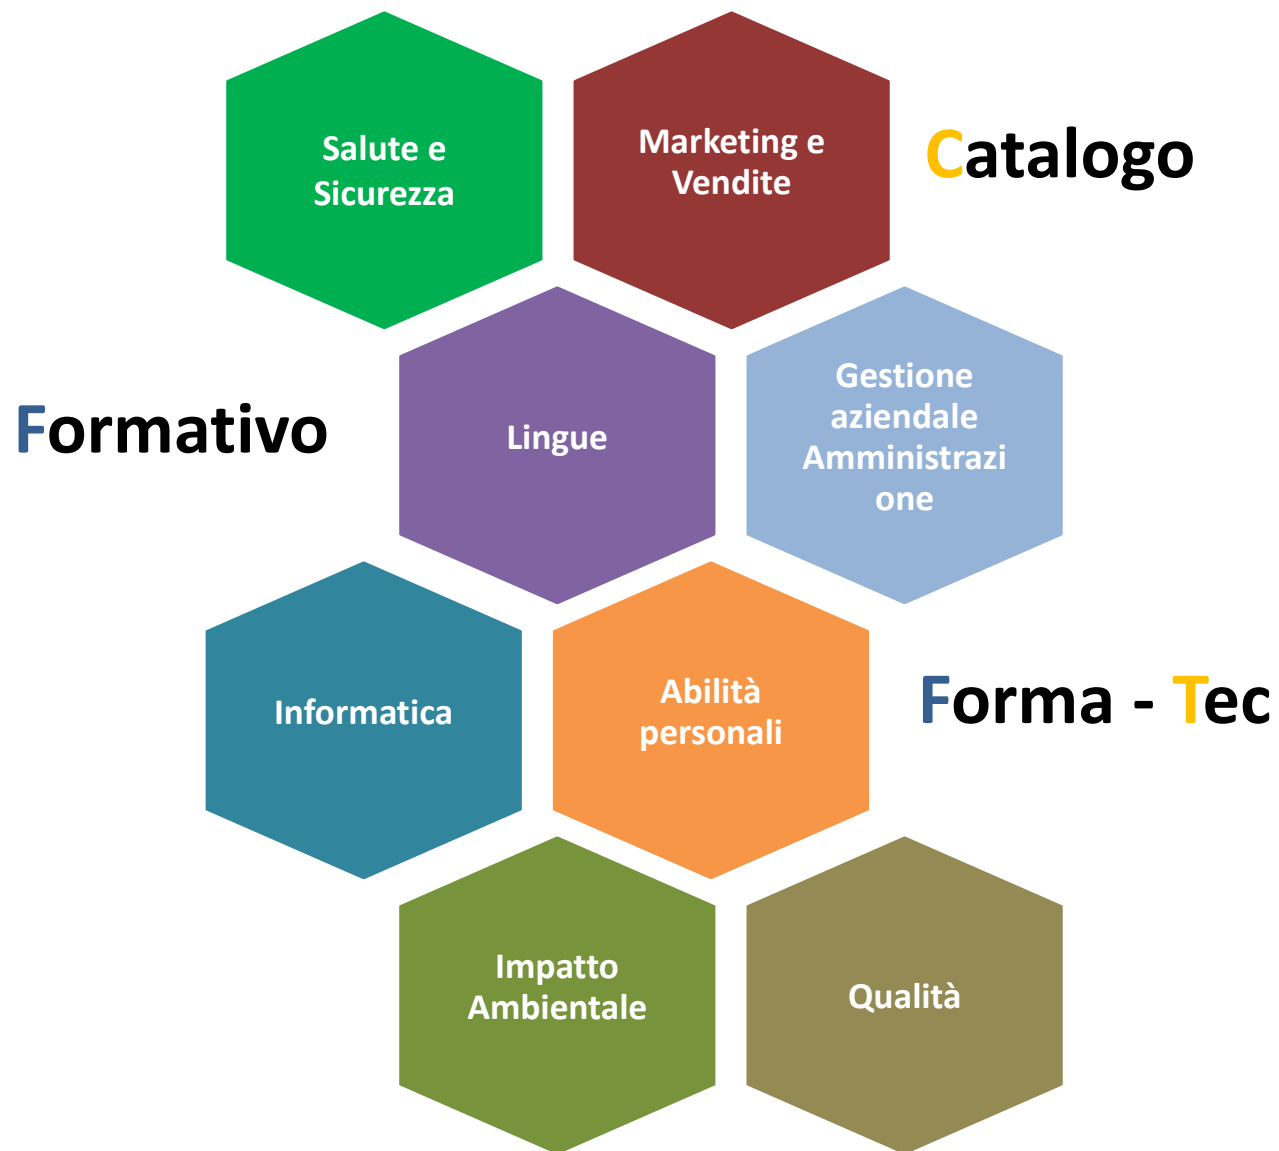 Salute e
Sicurezza
Marketing e
Vendite
Catalogo
Formativo
Lingue
Gestione
aziendale
Amministrazi
one
Informatica
Abilità
personali
Forma - Tec
Impatto
Ambientale
Qualità